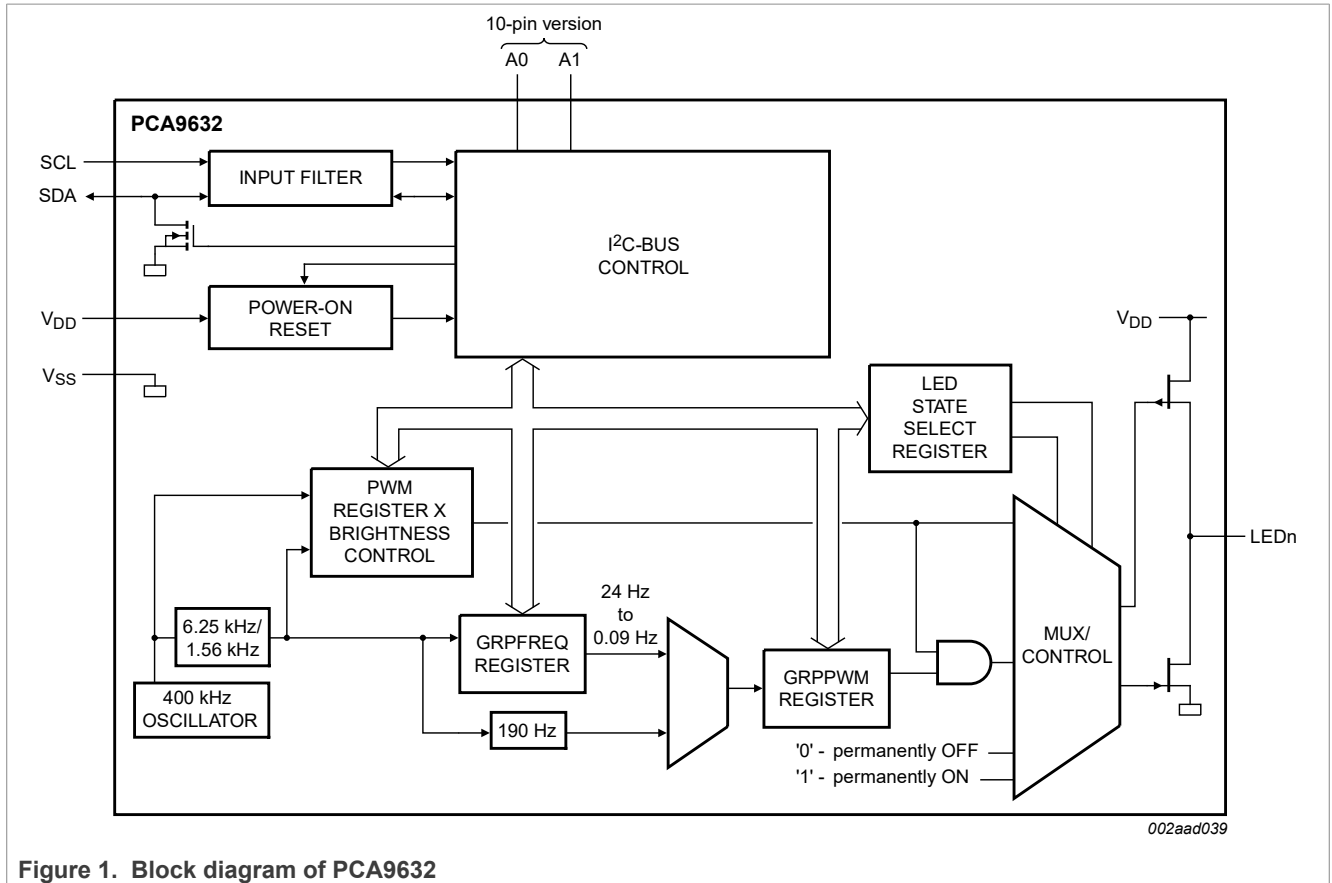 10-pin version
A0 A1
PCA9632
SCL
SDA
INPUT FILTER
I2C-BUS
CONTROL
VDD
POWER-ON
RESET
VSS
VDD
LED
STATE
SELECT
REGISTER
PWM
REGISTER X
BRIGHTNESS
CONTROL
LEDn
6.25 kHz/
1.56 kHz
400 kHz
OSCILLATOR
GRPFREQ
REGISTER
24 Hz
to
0.09 Hz
190 Hz
GRPPWM
REGISTER
MUX/
CONTROL
'0' - permanently OFF
'1' - permanently ON
002aad039
Figure 1. Block diagram of PCA9632